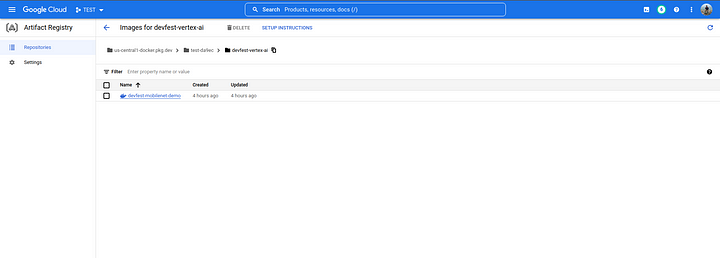 Google Cloud TEST Search Products, resources, docs (/)
Artifact Registry Images for devfest-vertex-ai DELETE SETUP INSTRUCTIONS
Repositories us-central1-docker.pkg.dev devfest-vertex-ai
Settings Filter Enter property name or value
Name Created Updated
devfest-mobilenet-demo 4 hours ago 4 hours ago